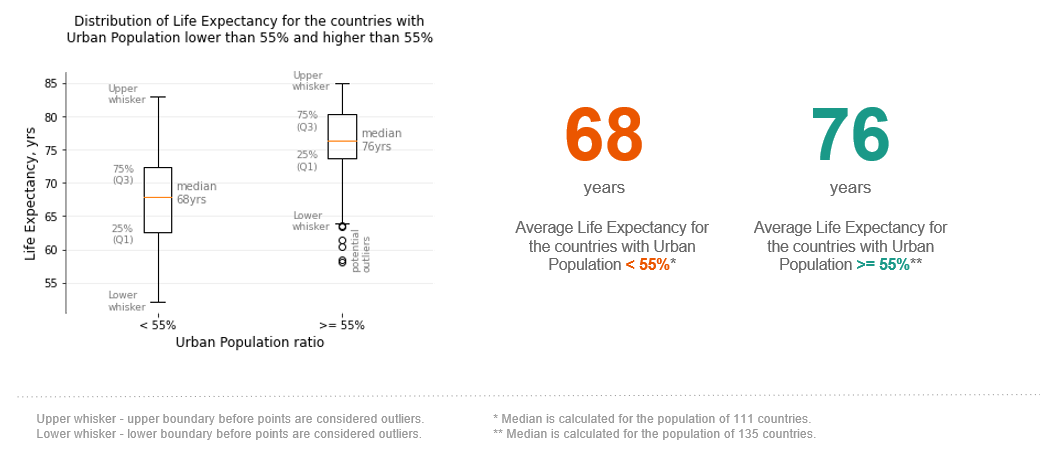 Distribution of Life Expectancy for the countries with
Urban Population lower than 55% and higher than 55%
Life Expectancy, yrs
85
80
75
70
65
60
55
Upper
whisker
75%
(Q3)
median
68yrs
25%
(Q1)
Lower
whisker
Upper
whisker
75%
(Q3)
median
76yrs
25%
(Q1)
Lower
whisker
potential
outliers
< 55%
>= 55%
Urban Population ratio
68
years
Average Life Expectancy for
the countries with Urban
Population < 55%*
76
years
Average Life Expectancy for
the countries with Urban
Population >= 55%**
Upper whisker - upper boundary before points are considered outliers.
Lower whisker - lower boundary before points are considered outliers.
* Median is calculated for the population of 111 countries.
** Median is calculated for the population of 135 countries.